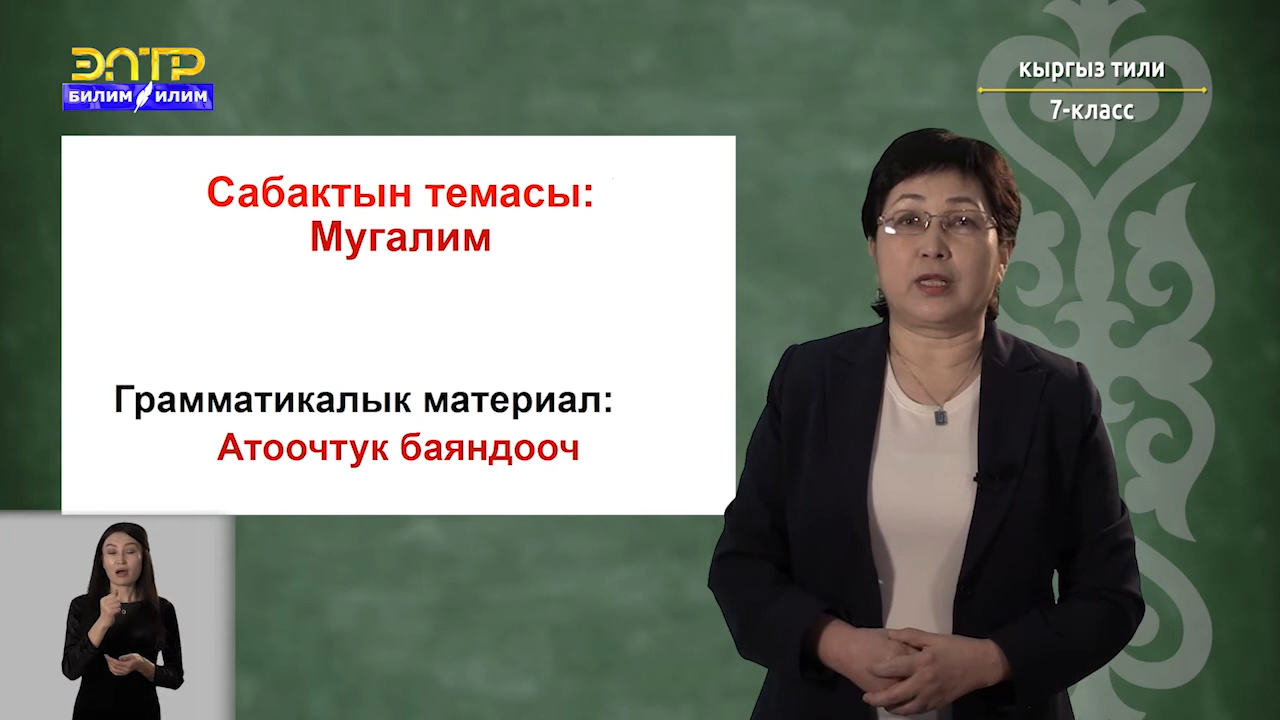 ЭЛТР
БИЛИМ ИЛИМ
кыргыз тили
7-класс
Сабактын темасы:
Мугалим
Грамматикалык материал:
Атоочтук баяндооч